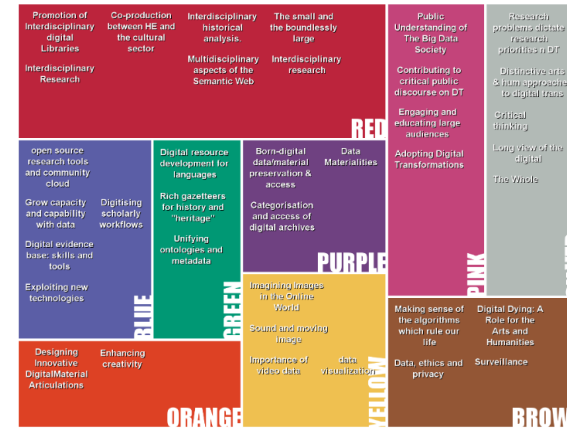 Promotion of
Interdisciplinary
digital
Libraries
Interdisciplinary
Research
Co-production
between HE and
the cultural
sector
Interdisciplinary
historical
analysis.
Multidisciplinary
aspects of the
Semantic Web
The small and
the boundlessly
large
Interdisciplinary
research
RED
Public
Understanding of
The Big Data
Society
Contributing to
critical public
discourse on DT
Engaging and
educating large
audiences
Adopting Digital
Transformations
PINK
Research
problems dictate
research
priorities n DT
Distinctive arts
& hum approache
to digital trans
Critical
thinking
Long view of the
digital
The Whole
open source
research tools
and community
cloud
Grow capacity
and capability
with data
Digital evidence
base: skills and
tools
Exploiting new
technologies
Digitising
scholarly
workflows
BLUE
Digital resource
development for
languages
Rich gazetteers
for history and
"heritage"
Unifying
ontologies and
metadata
GREEN
Born-digital
data/material
preservation &
access
Categorisation
and access of
digital archives
Data
Materialities
PURPLE
Imagining Images
in the Online
World
Sound and moving
image
Importance of
video data
data
visualization
YELLOW
Making sense of
the algorithms
which rule our
life
Data, ethics and
privacy
Digital Dying: A
Role for the
Arts and
Humanities
Surveillance
BROW
Designing
Innovative
DigitalMaterial
Articulations
Enhancing
creativity
ORANGE